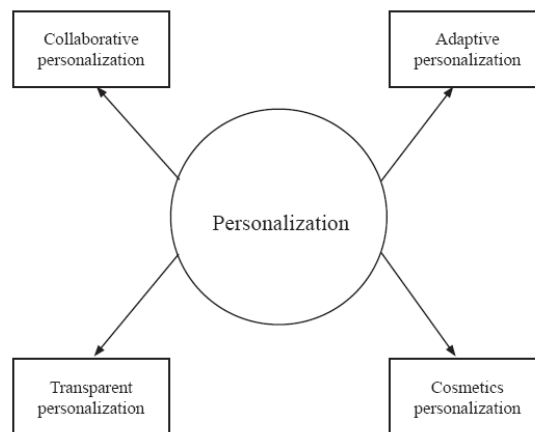 Collaborative
personalization
Adaptive
personalization
Personalization
Transparent
personalization
Cosmetics
personalization